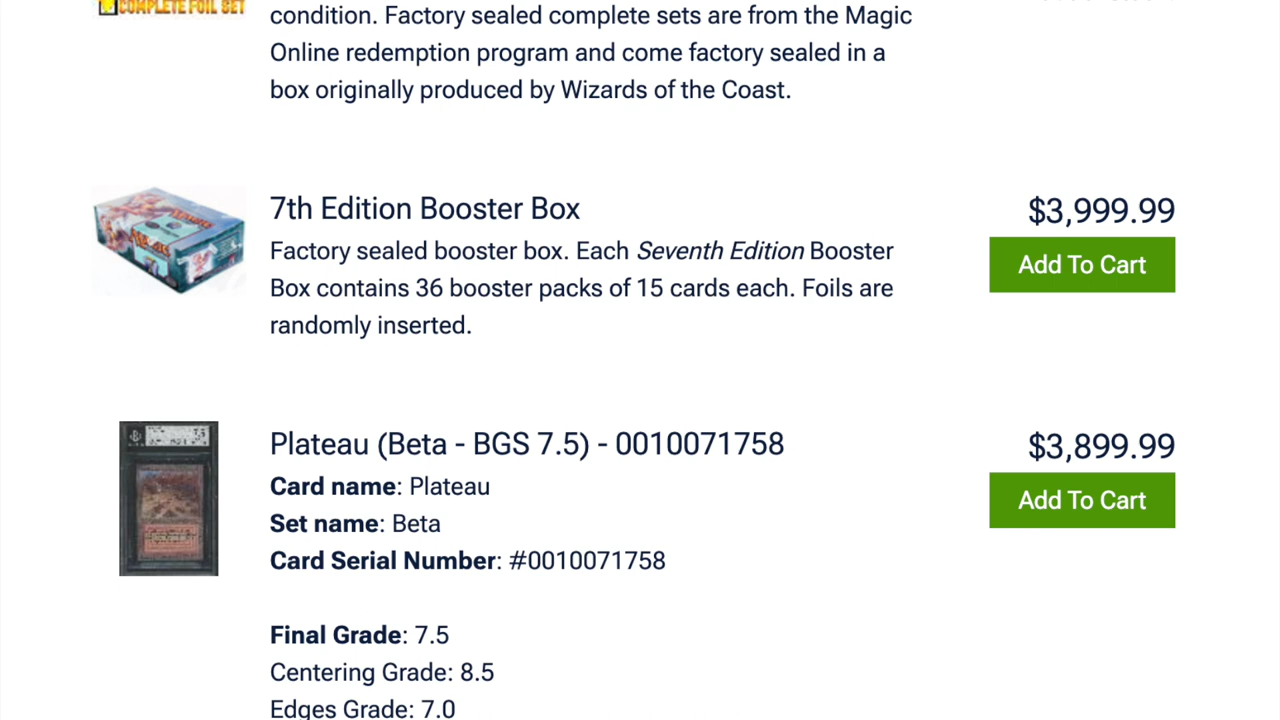 COMPLETE FOIL SET
condition. Factory sealed complete sets are from the Magic
Online redemption program and come factory sealed in a
box originally produced by Wizards of the Coast.
7th Edition Booster Box
$3,999.99
Factory sealed booster box. Each Seventh Edition Booster
Add To Cart
Box contains 36 booster packs of 15 cards each. Foils are
randomly inserted.
Plateau (Beta - BGS 7.5) - 0010071758
$3,899.99
Card name: Plateau
Add To Cart
Set name: Beta
Card Serial Number: #0010071758
Final Grade: 7.5
Centering Grade: 8.5
Edges Grade: 7.0